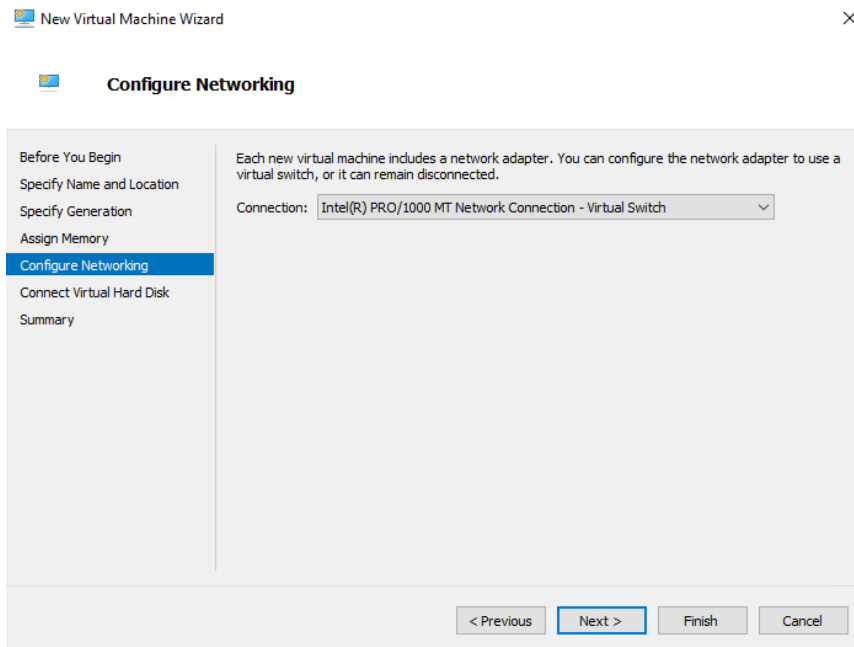 New Virtual Machine Wizard
Configure Networking
Before You Begin
Specify Name and Location
Specify Generation
Assign Memory
Configure Networking
Connect Virtual Hard Disk
Summary
Each new virtual machine includes a network adapter. You can configure the network adapter to use a
virtual switch, or it can remain disconnected.
Connection: Intel(R) PRO/1000 MT Network Connection - Virtual Switch
< Previous Next > Finish Cancel